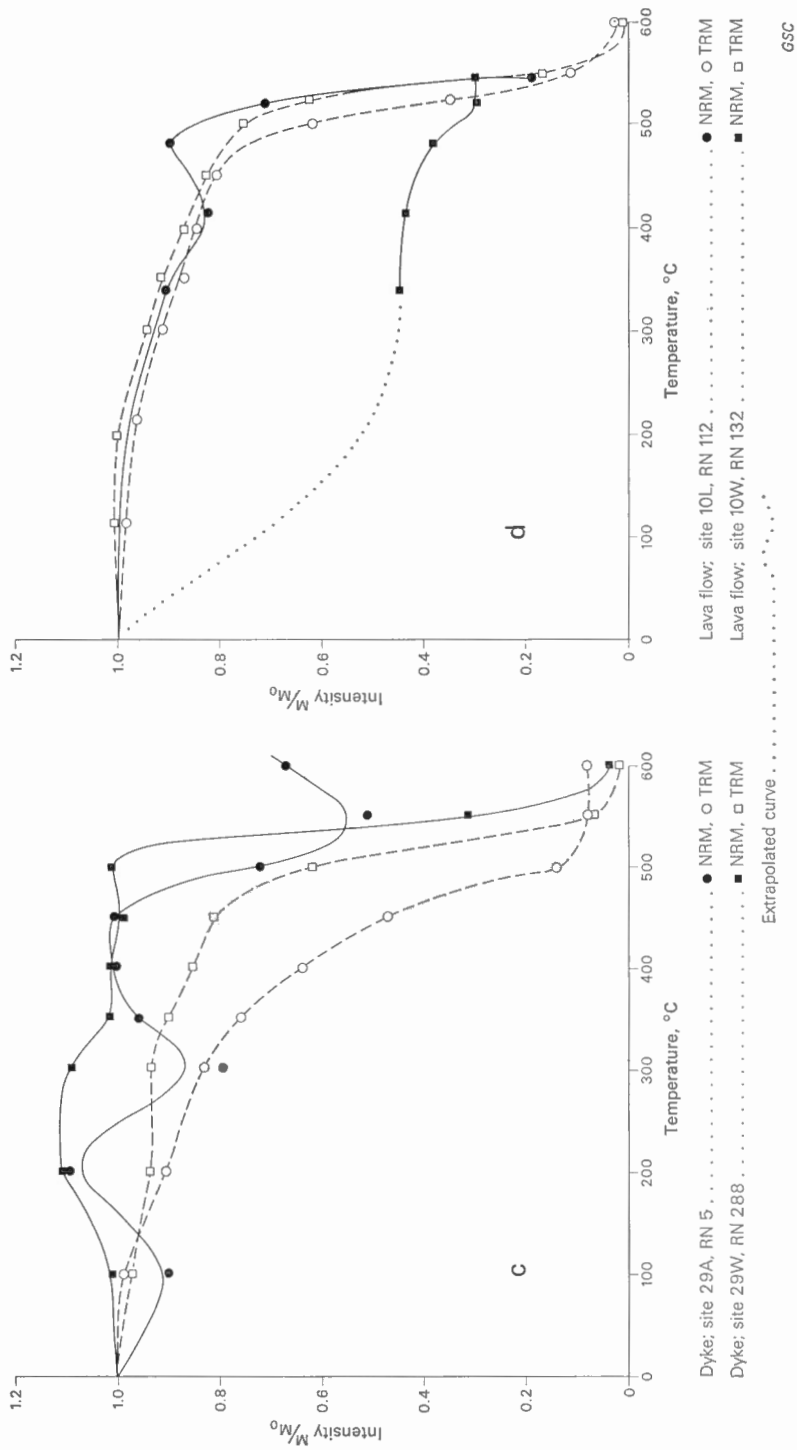 1.2
1.0
0.8
0.6
0.4
0.2
0
Intensity M/M₀
0 100 200 300 400 500 600
Temperature, °C
c
Dyke; site 29A, RN 5 . . . . . . . . . . . . . . . . . . . ● NRM, ○ TRM
Dyke; site 29W, RN 288 . . . . . . . . . . . . . . . . . ■ NRM, □ TRM
1.2
1.0
0.8
0.6
0.4
0.2
0
Intensity M/M₀
0 100 200 300 400 500 600
Temperature, °C
d
Lava flow; site 10L, RN 112 . . . . . . . . . . . . . . . . . ● NRM, ○ TRM
Lava flow; site 10W, RN 132 . . . . . . . . . . . . . . . . ■ NRM, □ TRM
Extrapolated curve . . . . . . . . . . . . . . . .
GSC